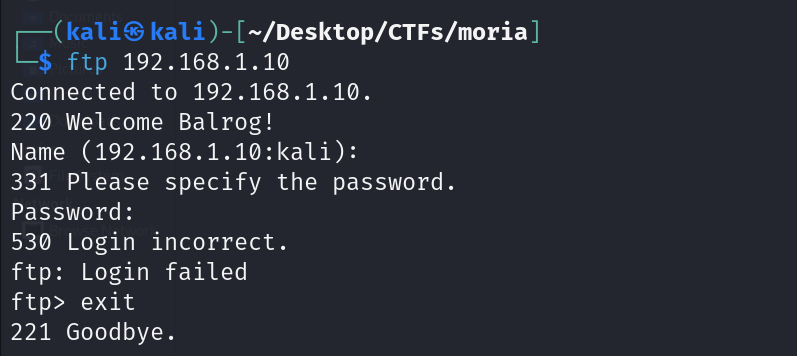 ┌──(kali㉿kali)-[~/Desktop/CTFs/moria]
└─$ ftp 192.168.1.10
Connected to 192.168.1.10.
220 Welcome Balrog!
Name (192.168.1.10:kali):
331 Please specify the password.
Password:
530 Login incorrect.
ftp: Login failed
ftp> exit
221 Goodbye.